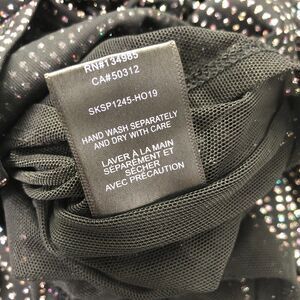 RN#134985
CA#50312
SKSP1245-HO19
HAND WASH SEPARATELY
AND DRY WITH CARE
LAVER À LA MAIN
SÉPARÉMENT ET
SÉCHER
AVEC PRÉCAUTION